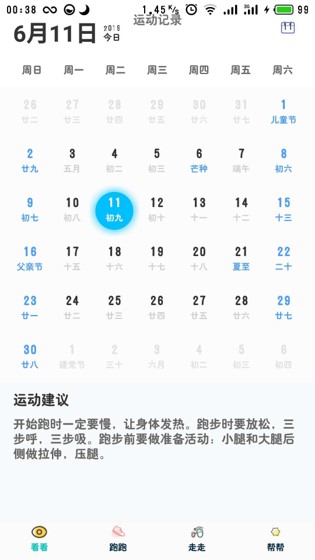 00:38 1.45K/s 3G 99
运动记录
6月11日 2019 今日
周日 周一 周二 周三 周四 周五 周六
26 27 28 29 30 31 1
廿二 廿三 廿四 廿五 廿六 廿七 儿童节
2 3 4 5 6 7 8
廿九 五月 初二 初三 芒种 端午 初六
9 10 11 12 13 14 15
初七 初八 初九 初十 十一 十二 十三
16 17 18 19 20 21 22
父亲节 十五 十六 十七 十八 夏至 二十
23 24 25 26 27 28 29
廿一 廿二 廿三 廿四 廿五 廿六 廿七
30 1 2 3 4 5 6
廿八 建党节 三十 六月 初二 初三 初四
运动建议
开始跑时一定要慢，让身体发热。跑步时要放松，三
步呼，三步吸。跑步前要做准备活动：小腿和大腿后
侧做拉伸，压腿。
看看 跑跑 走走 帮帮